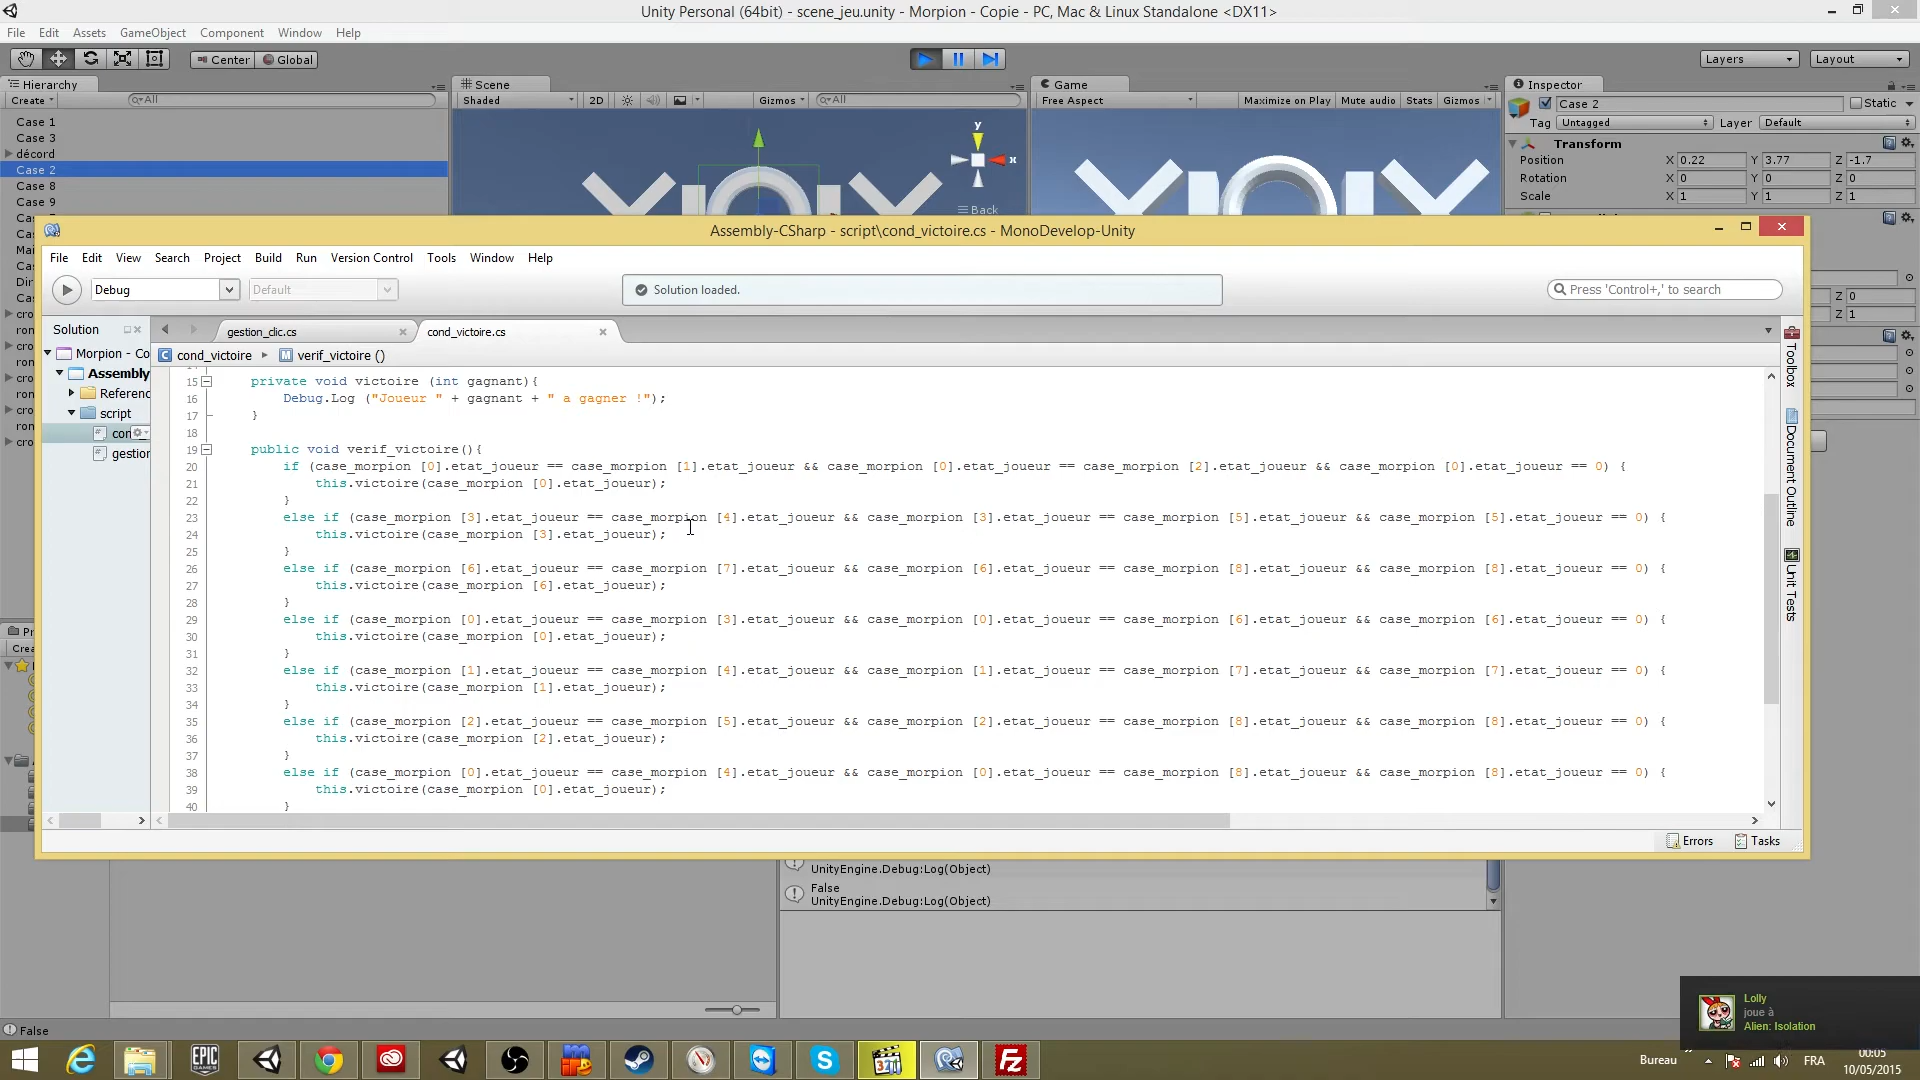 Unity Personal (64bit) - scene_jeu.unity - Morpion - Copie - PC, Mac & Linux Standalone <DX11>
File Edit Assets GameObject Component Window Help
Center Global Layers Layout
Hierarchy Scene Game Inspector
Create All Shaded 2D Gizmos All Free Aspect Maximize on Play Mute audio Stats Gizmos Case 2 Static
Tag Untagged Layer Default
Case 1
Case 3
décord
Case 2
Case 8
Case 9
y
x
Back
Transform
Position X 0.22 Y 3.77 Z -1.7
Rotation X 0 Y 0 Z 0
Scale X 1 Y 1 Z 1
Assembly-CSharp - script\cond_victoire.cs - MonoDevelop-Unity
File Edit View Search Project Build Run Version Control Tools Window Help
Debug Default Solution loaded. Press 'Control+,' to search
Z 0
Z 1
Solution gestion_clic.cs cond_victoire.cs
Morpion - Co cond_victoire verif_victoire ()
Assembly
Referenc
script
con
gestion
15 private void victoire (int gagnant){
16 Debug.Log ("Joueur " + gagnant + " a gagner !");
17 }
18
19 public void verif_victoire(){
20 if (case_morpion [0].etat_joueur == case_morpion [1].etat_joueur && case_morpion [0].etat_joueur == case_morpion [2].etat_joueur && case_morpion [0].etat_joueur == 0) {
21 this.victoire(case_morpion [0].etat_joueur);
22 }
23 else if (case_morpion [3].etat_joueur == case_morpion [4].etat_joueur && case_morpion [3].etat_joueur == case_morpion [5].etat_joueur && case_morpion [5].etat_joueur == 0) {
24 this.victoire(case_morpion [3].etat_joueur);
25 }
26 else if (case_morpion [6].etat_joueur == case_morpion [7].etat_joueur && case_morpion [6].etat_joueur == case_morpion [8].etat_joueur && case_morpion [8].etat_joueur == 0) {
27 this.victoire(case_morpion [6].etat_joueur);
28 }
29 else if (case_morpion [0].etat_joueur == case_morpion [3].etat_joueur && case_morpion [0].etat_joueur == case_morpion [6].etat_joueur && case_morpion [6].etat_joueur == 0) {
30 this.victoire(case_morpion [0].etat_joueur);
31 }
32 else if (case_morpion [1].etat_joueur == case_morpion [4].etat_joueur && case_morpion [1].etat_joueur == case_morpion [7].etat_joueur && case_morpion [7].etat_joueur == 0) {
33 this.victoire(case_morpion [1].etat_joueur);
34 }
35 else if (case_morpion [2].etat_joueur == case_morpion [5].etat_joueur && case_morpion [2].etat_joueur == case_morpion [8].etat_joueur && case_morpion [8].etat_joueur == 0) {
36 this.victoire(case_morpion [2].etat_joueur);
37 }
38 else if (case_morpion [0].etat_joueur == case_morpion [4].etat_joueur && case_morpion [0].etat_joueur == case_morpion [8].etat_joueur && case_morpion [8].etat_joueur == 0) {
39 this.victoire(case_morpion [0].etat_joueur);
40 }
Toolbox
Document Outline
Unit Tests
Errors Tasks
UnityEngine.Debug:Log(Object)
False
UnityEngine.Debug:Log(Object)
Lolly
joue à
Alien: Isolation
False
EPIC GAMES
Bureau FRA 00:05
10/05/2015